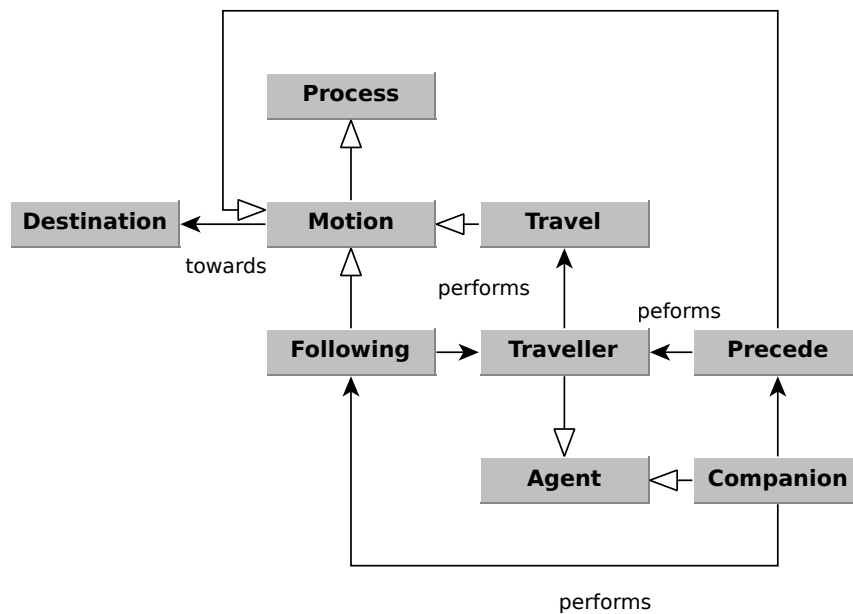 Process
Destination
Motion
Travel
towards
performs
peforms
Following
Traveller
Precede
Agent
Companion
performs